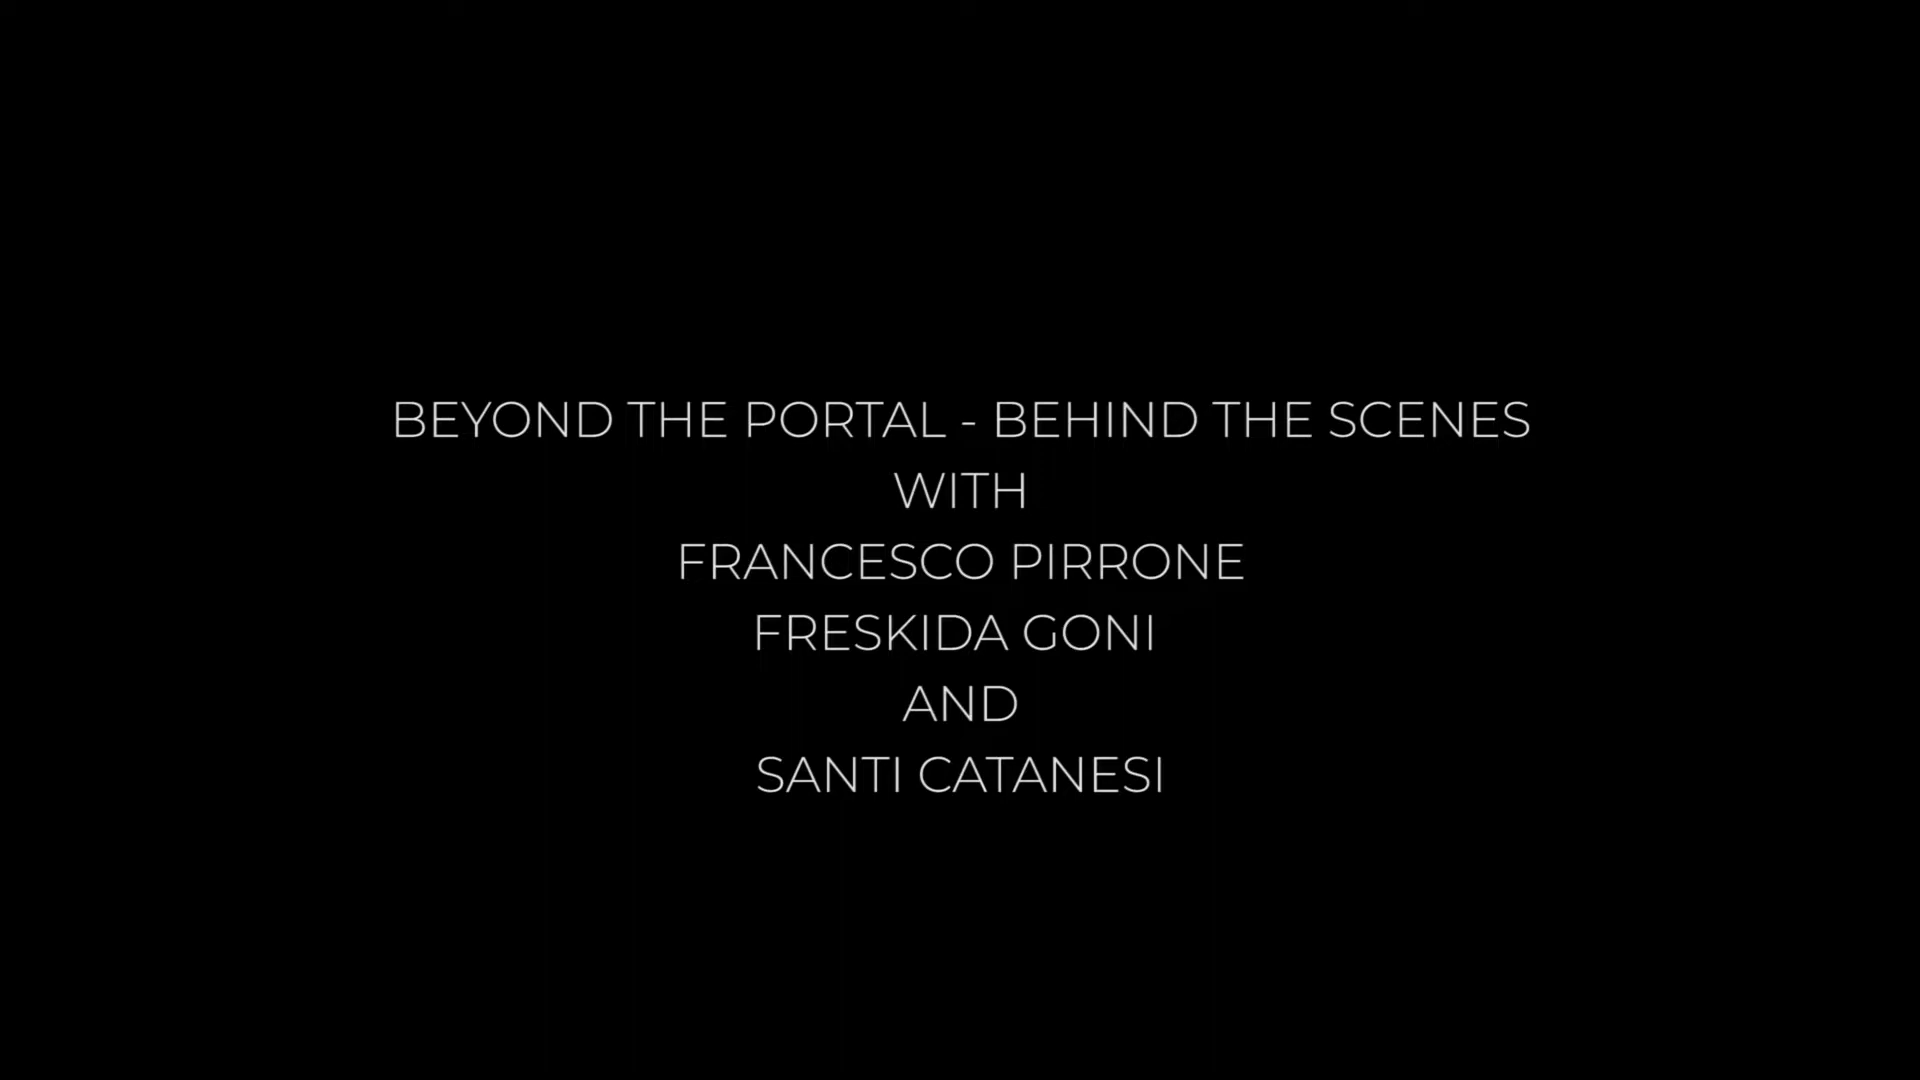 BEYOND THE PORTAL - BEHIND THE SCENES
WITH
FRANCESCO PIRRONE
FRESKIDA GONI
AND
SANTI CATANESI